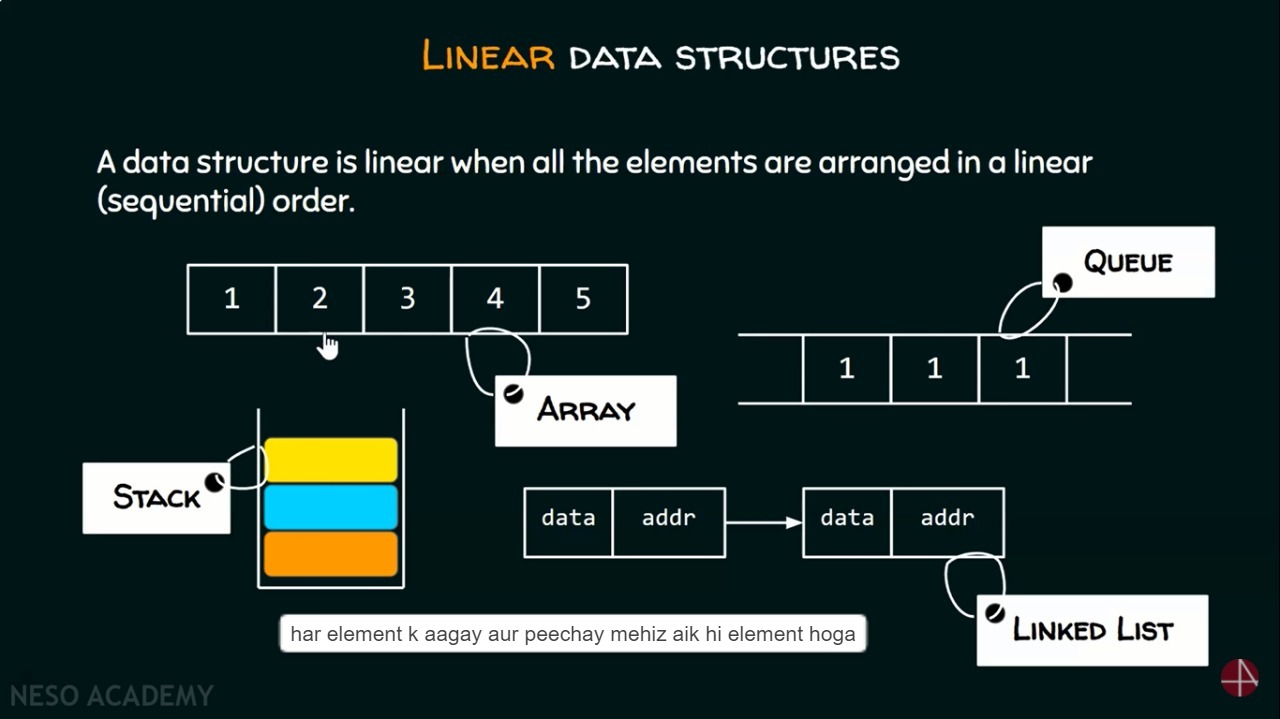 LINEAR DATA STRUCTURES
A data structure is linear when all the elements are arranged in a linear
(sequential) order.
QUEUE
1 2 3 4 5
1 1 1
ARRAY
STACK
data addr data addr
LINKED LIST
har element k aagay aur peechay mehiz aik hi element hoga
NESO ACADEMY